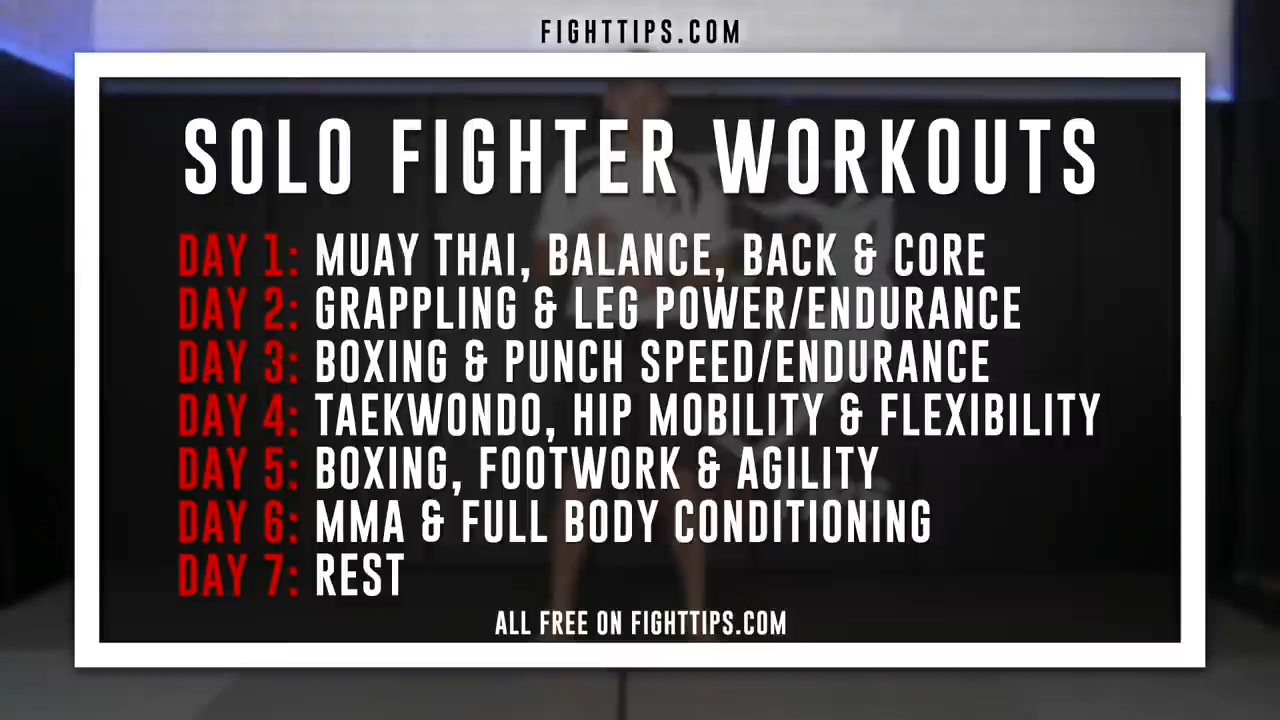 FIGHTTIPS.COM
SOLO FIGHTER WORKOUTS
DAY 1: MUAY THAI, BALANCE, BACK & CORE
DAY 2: GRAPPLING & LEG POWER/ENDURANCE
DAY 3: BOXING & PUNCH SPEED/ENDURANCE
DAY 4: TAEKWONDO, HIP MOBILITY & FLEXIBILITY
DAY 5: BOXING, FOOTWORK & AGILITY
DAY 6: MMA & FULL BODY CONDITIONING
DAY 7: REST
ALL FREE ON FIGHTTIPS.COM